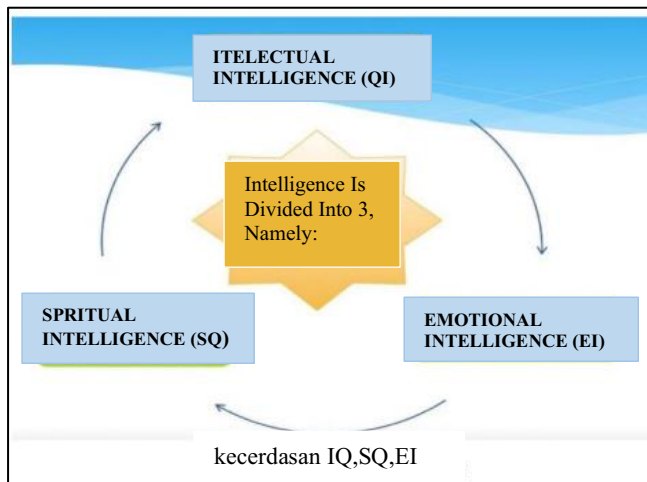 ITELECTUAL
INTELLIGENCE (QI)
Intelligence Is
Divided Into 3,
Namely:
SPRITUAL
INTELLIGENCE (SQ)
EMOTIONAL
INTELLIGENCE (EI)
kecerdasan IQ,SQ,EI